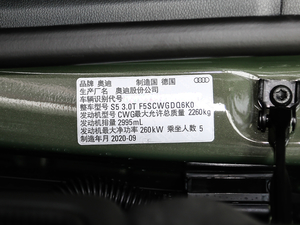 品牌 奥迪 制造国 德国
生产厂名 奥迪股份公司
车辆识别代号
整车型号 S5 3.0T F5SCWGDQ6K0
发动机型号 CWG最大允许总质量 2260kg
发动机排量 2995mL
发动机最大净功率 260kW 乘坐人数 5
制造年月 2020-09